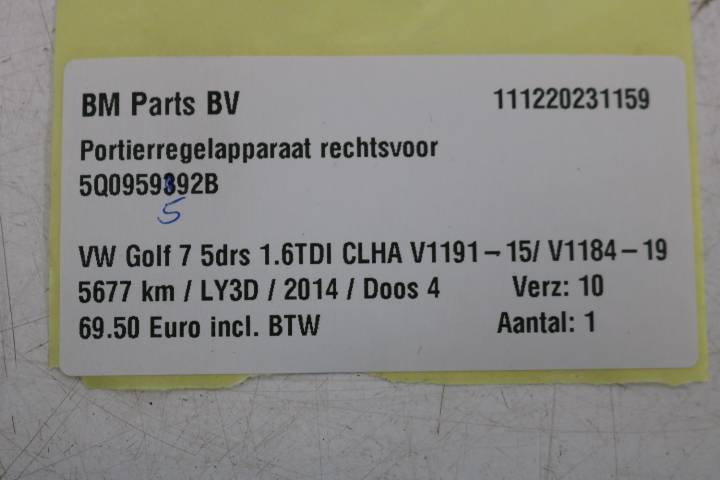 BM Parts BV 111220231159
Portierregelapparaat rechtsvoor
5Q0959392B
5
VW Golf 7 5drs 1.6TDI CLHA V1191-15/ V1184-19
5677 km / LY3D / 2014 / Doos 4 Verz: 10
69.50 Euro incl. BTW Aantal: 1